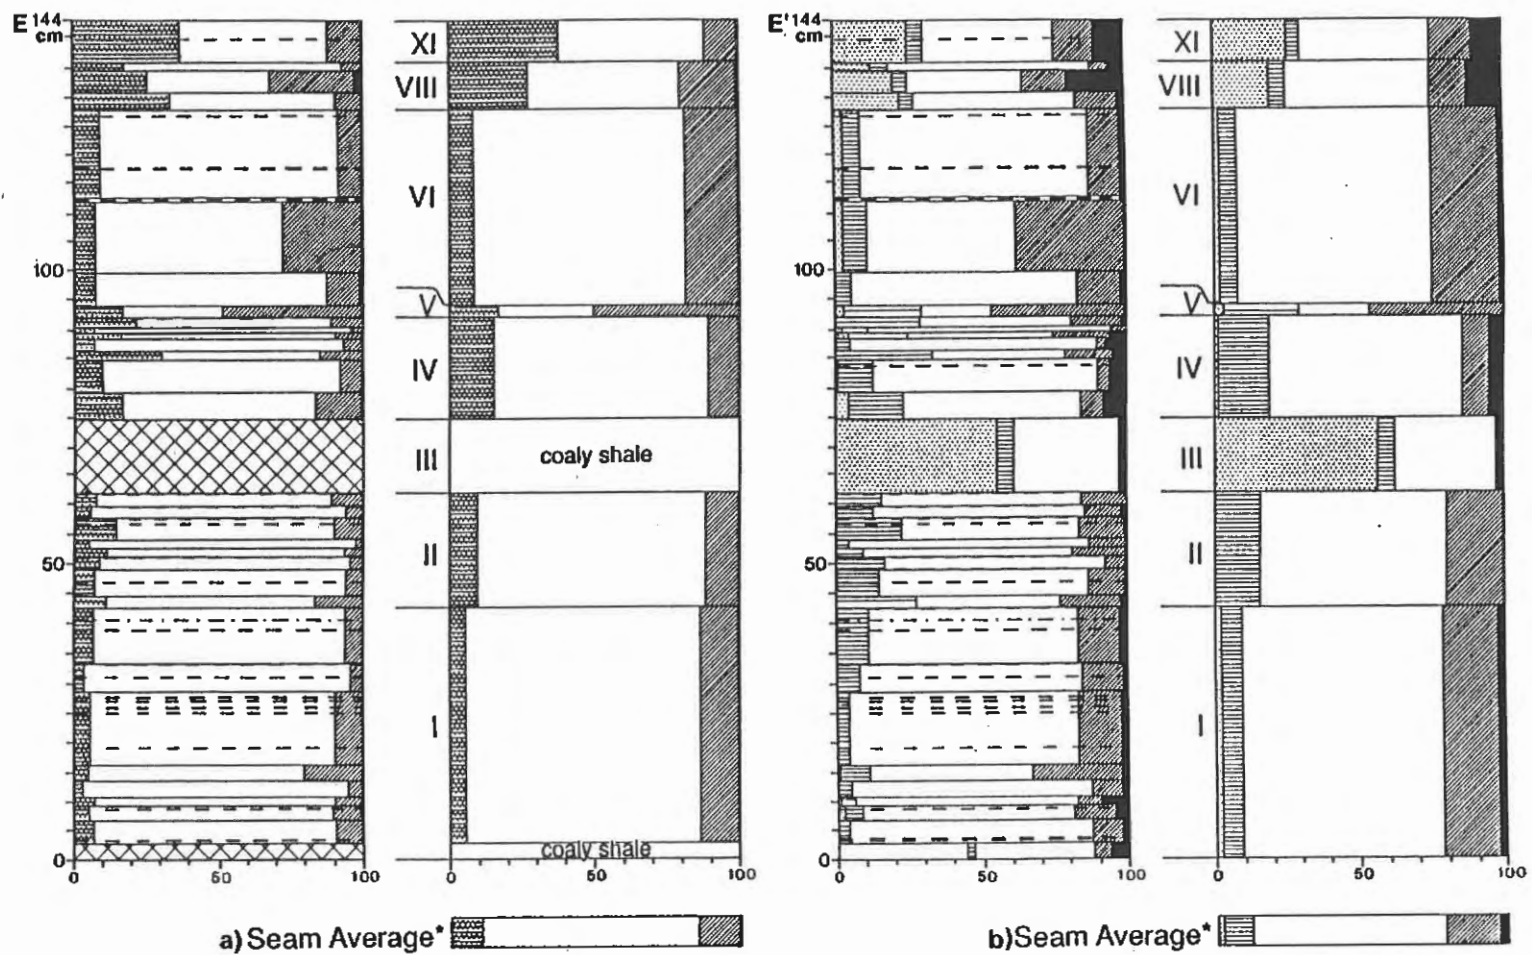 E 144
cm
100
50
0
0 50 100
XI
VIII
VI
V
IV
III
II
I
coaly shale
coaly shale
0 50 100
a) Seam Average*
E' 144
cm
100
50
0
0 50 100
XI
VIII
VI
V
IV
III
II
I
0 50 100
b) Seam Average*